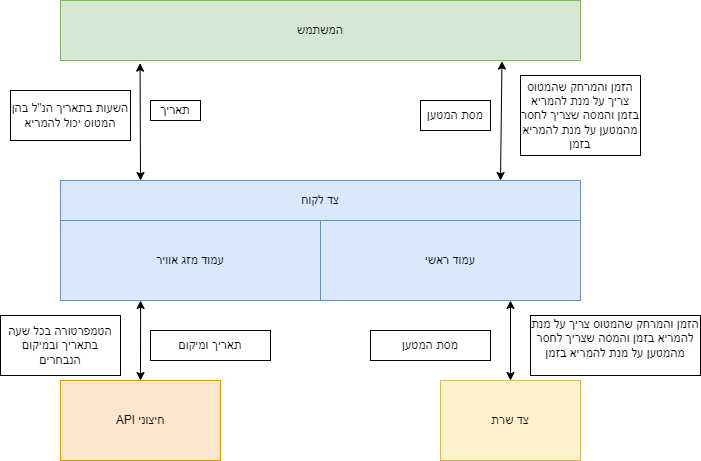 המשתמש
הזמן והמרחק שהמטוס
צריך על מנת להמריא
בזמן והמסה שצריך לחסר
מהמטען על מנת להמריא
בזמן
מסת המטען
תאריך
השעות בתאריך הנ"ל בהן
המטוס יכול להמריא
צד לקוח
עמוד ראשי
עמוד מזג אוויר
הזמן והמרחק שהמטוס צריך על מנת
להמריא בזמן והמסה שצריך לחסר
מהמטען על מנת להמריא בזמן
מסת המטען
תאריך ומיקום
הטמפרטורה בכל שעה
בתאריך ובמיקום
הנבחרים
צד שרת
API חיצוני